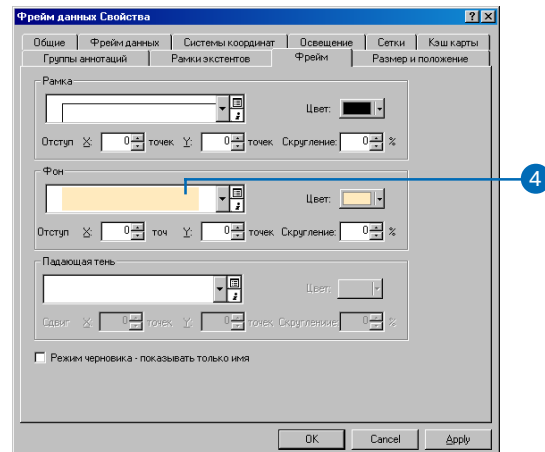 Фрейм данных Свойства
Общие Фрейм данных Системы координат Освещение Сетки Кэш карты
Группы аннотаций Рамки экстентов Фрейм Размер и положение
Рамка
Цвет:
Отступ X: 0 точек Y: 0 точек Скругление: 0 %
Фон
4
Цвет:
Отступ X: 0 точ Y: 0 точек Скругление: 0 %
Падающая тень
Цвет:
Сдвиг X: 0 точек Y: 0 точек Скругление: 0 %
Режим черновика - показывать только имя
OK Cancel Apply